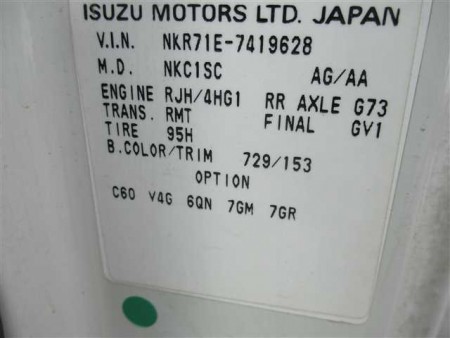 ISUZU MOTORS LTD. JAPAN
V.I.N. NKR71E-7419628
M.D. NKC1SC AG/AA
ENGINE RJH/4HG1 RR AXLE G73
TRANS. RMT FINAL GV1
TIRE 95H
B.COLOR/TRIM 729/153
OPTION
C60 V4G 6QN 7GM 7GR